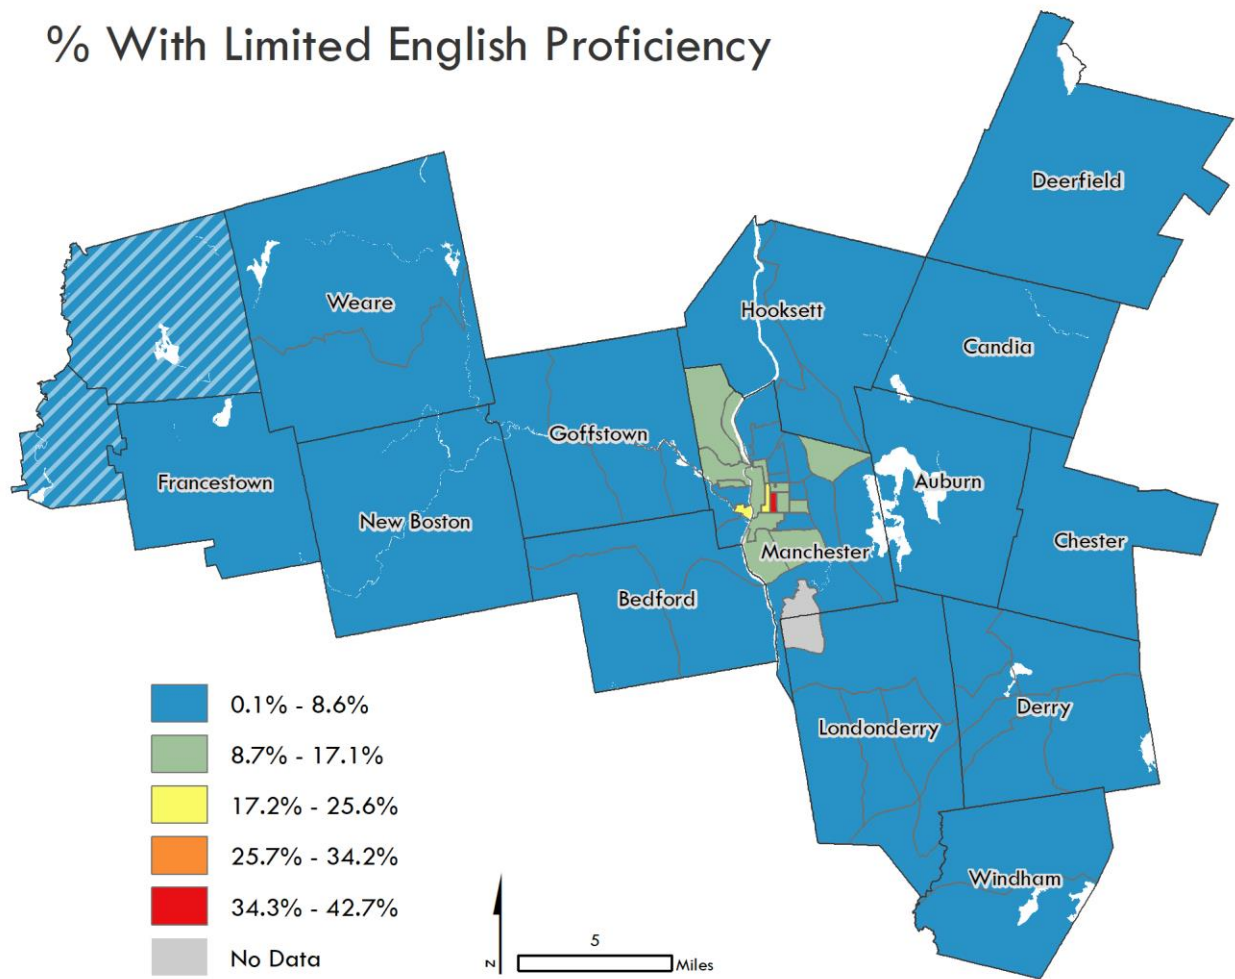 % With Limited English Proficiency
Deerfield
Weare
Hooksett
Candia
Goffstown
Francestown
Auburn
New Boston
Chester
Manchester
Bedford
0.1% - 8.6%
8.7% - 17.1%
17.2% - 25.6%
25.7% - 34.2%
34.3% - 42.7%
No Data
Londonderry
Derry
Windham
N
5
Miles